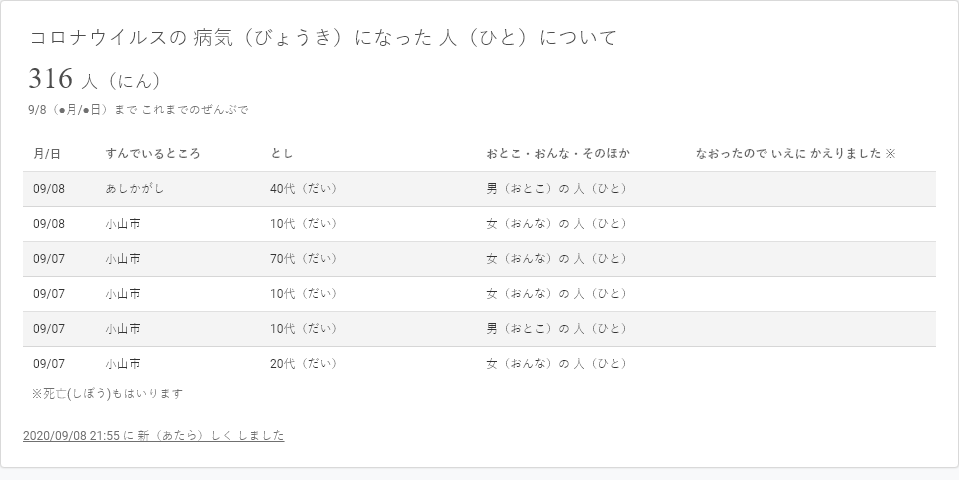 コロナウイルスの 病気（びょうき）になった 人（ひと）について
316 人（にん）
9/8（●月/●日）まで これまでのぜんぶで
月/日 すんでいるところ とし おとこ・おんな・そのほか なおったので いえに かえりました ※
09/08 あしかがし 40代（だい） 男（おとこ）の 人（ひと）
09/08 小山市 10代（だい） 女（おんな）の 人（ひと）
09/07 小山市 70代（だい） 女（おんな）の 人（ひと）
09/07 小山市 10代（だい） 女（おんな）の 人（ひと）
09/07 小山市 10代（だい） 男（おとこ）の 人（ひと）
09/07 小山市 20代（だい） 女（おんな）の 人（ひと）
※死亡(しぼう)もはいります
2020/09/08 21:55 に 新（あたら）しく しました